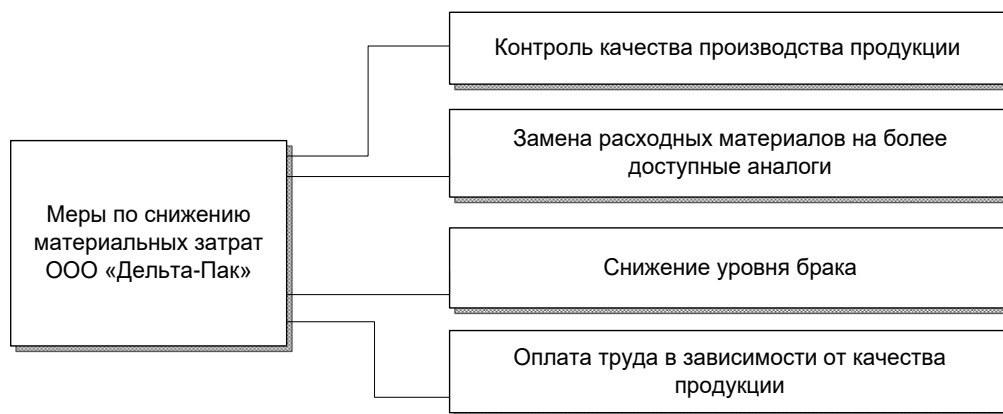 Меры по снижению
материальных затрат
ООО «Дельта-Пак»
Контроль качества производства продукции
Замена расходных материалов на более
доступные аналоги
Снижение уровня брака
Оплата труда в зависимости от качества
продукции